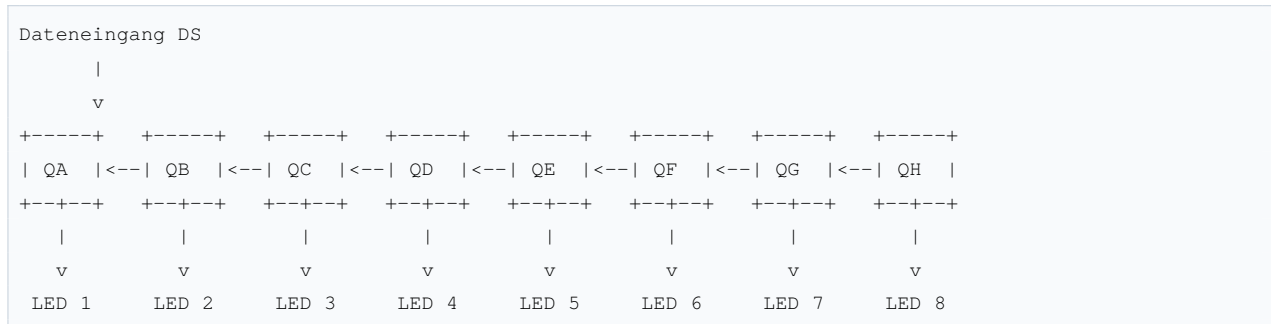 Dateneingang DS
|
v
+-----+ +-----+ +-----+ +-----+ +-----+ +-----+ +-----+ +-----+
| QA |<--| QB |<--| QC |<--| QD |<--| QE |<--| QF |<--| QG |<--| QH |
+--+--+ +--+--+ +--+--+ +--+--+ +--+--+ +--+--+ +--+--+ +--+--+
| | | | | | | |
v v v v v v v v
LED 1 LED 2 LED 3 LED 4 LED 5 LED 6 LED 7 LED 8